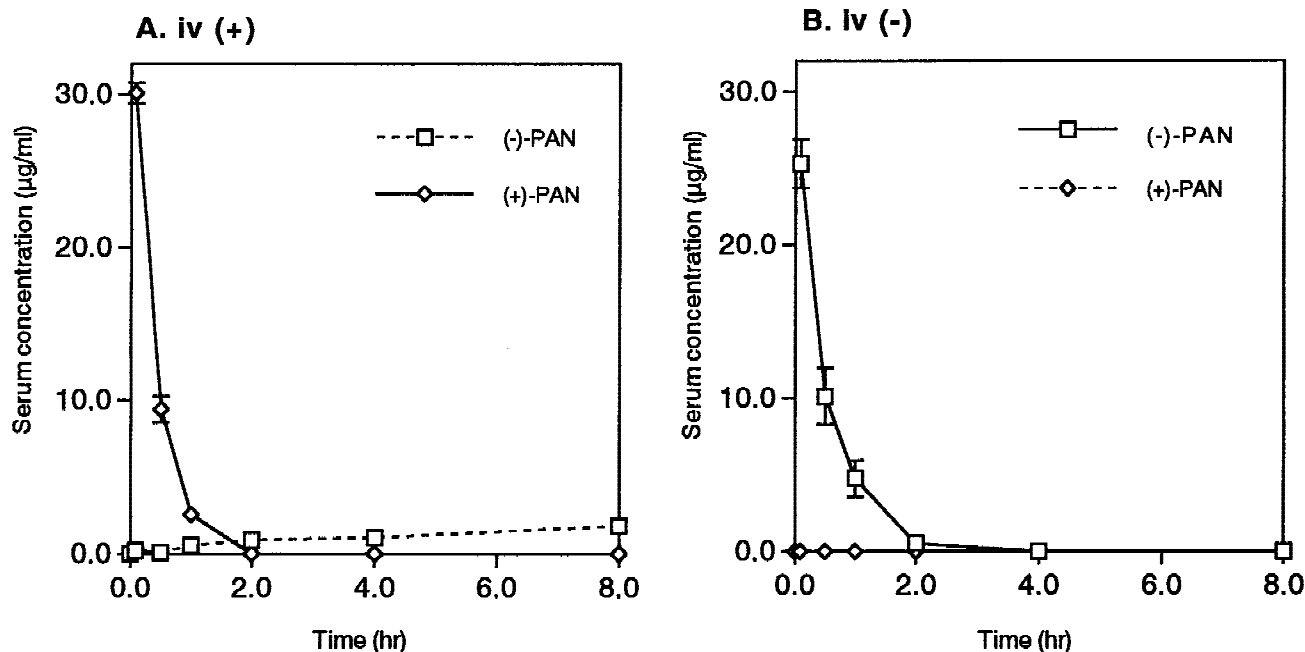 A. iv (+)
Serum concentration (µg/ml)
30.0
20.0
10.0
0.0
(-)-PAN
(+)-PAN
0.0 2.0 4.0 6.0 8.0
Time (hr)
B. iv (-)
Serum concentration (µg/ml)
30.0
20.0
10.0
0.0
(-)-PAN
(+)-PAN
0.0 2.0 4.0 6.0 8.0
Time (hr)